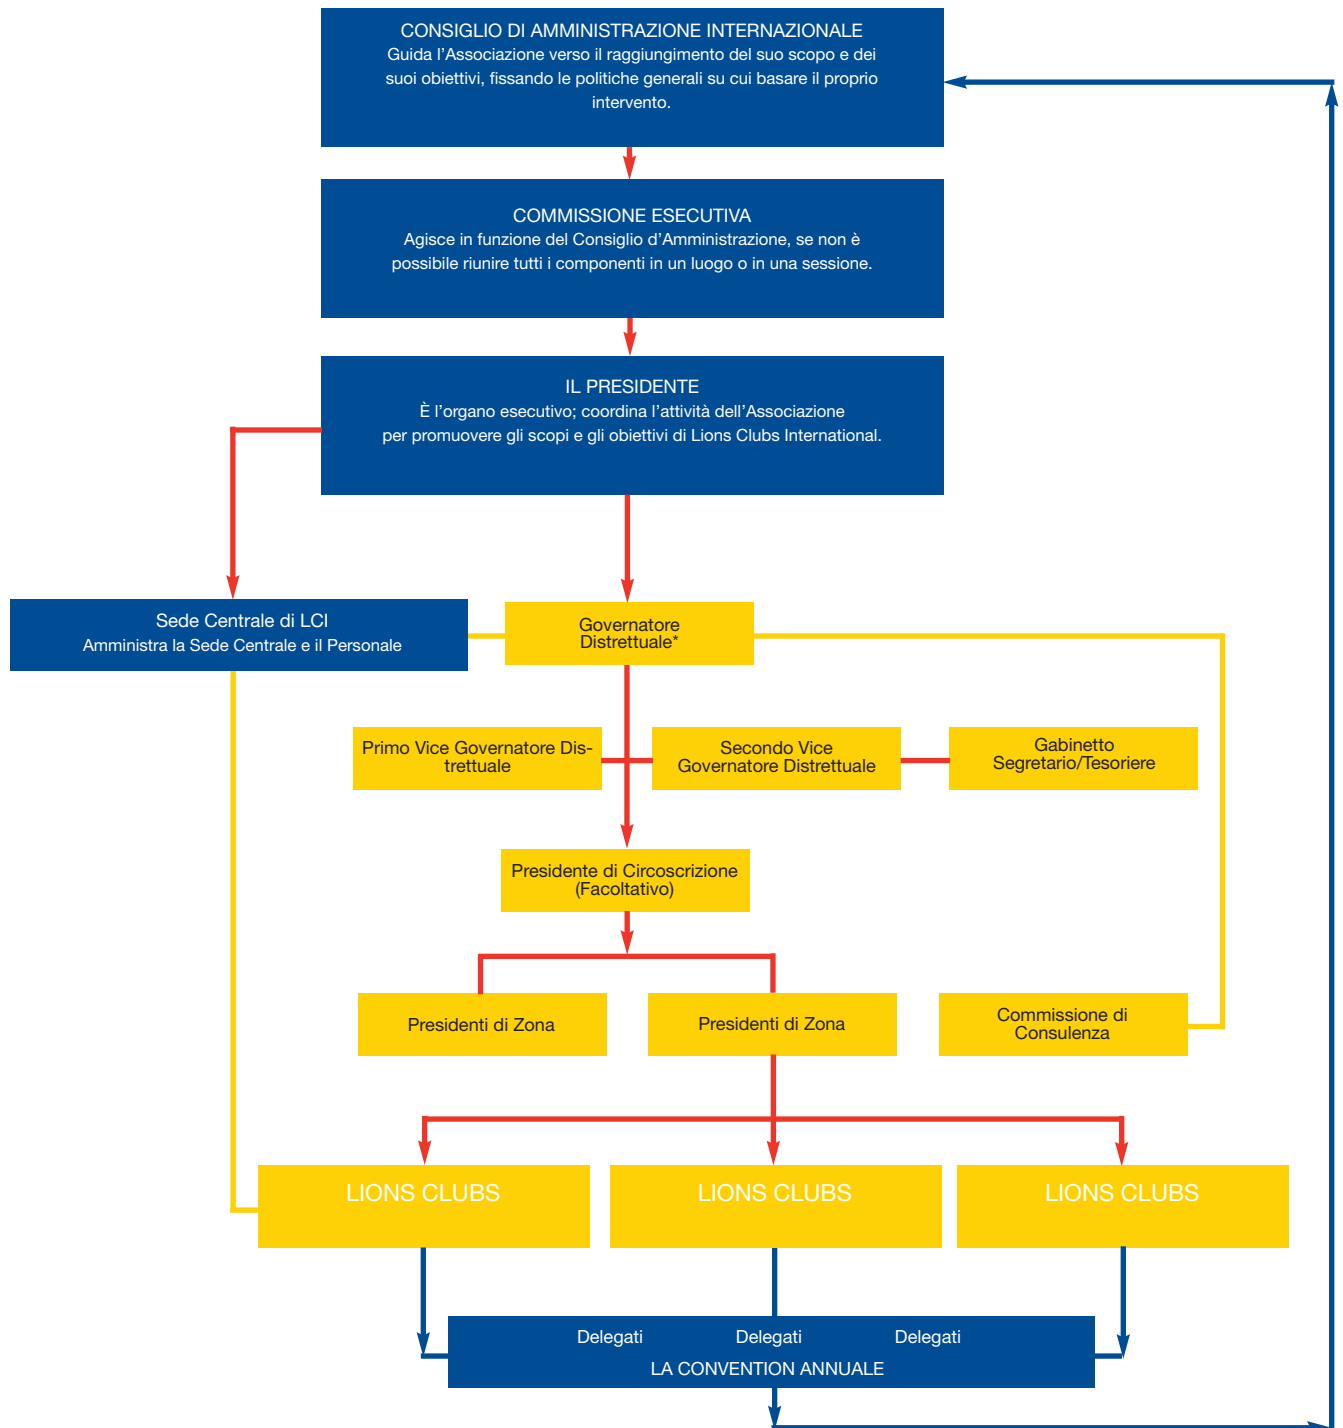 CONSIGLIO DI AMMINISTRAZIONE INTERNAZIONALE
Guida l'Associazione verso il raggiungimento del suo scopo e dei
suoi obiettivi, fissando le politiche generali su cui basare il proprio
intervento.
COMMISSIONE ESECUTIVA
Agisce in funzione del Consiglio d'Amministrazione, se non è
possibile riunire tutti i componenti in un luogo o in una sessione.
IL PRESIDENTE
È l'organo esecutivo; coordina l'attività dell'Associazione
per promuovere gli scopi e gli obiettivi di Lions Clubs International.
Sede Centrale di LCI
Amministra la Sede Centrale e il Personale
Governatore
Distrettuale*
Primo Vice Governatore Dis-
trettuale
Secondo Vice
Governatore Distrettuale
Gabinetto
Segretario/Tesoriere
Presidente di Circoscrizione
(Facoltativo)
Presidenti di Zona
Presidenti di Zona
Commissione di
Consulenza
LIONS CLUBS
LIONS CLUBS
LIONS CLUBS
Delegati
Delegati
Delegati
LA CONVENTION ANNUALE